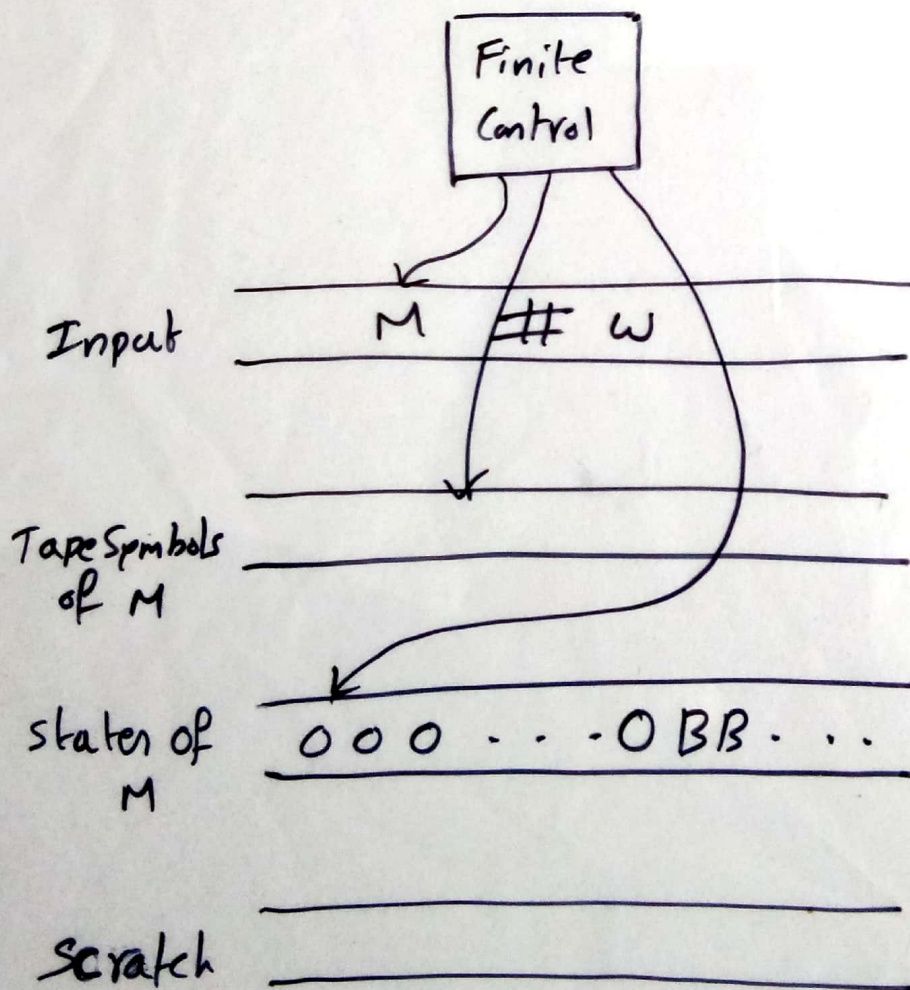 Finite
Control
Input
M # w
Tape Symbols
of M
States of
M
0 0 0 . . . 0 B B . . .
Scratch